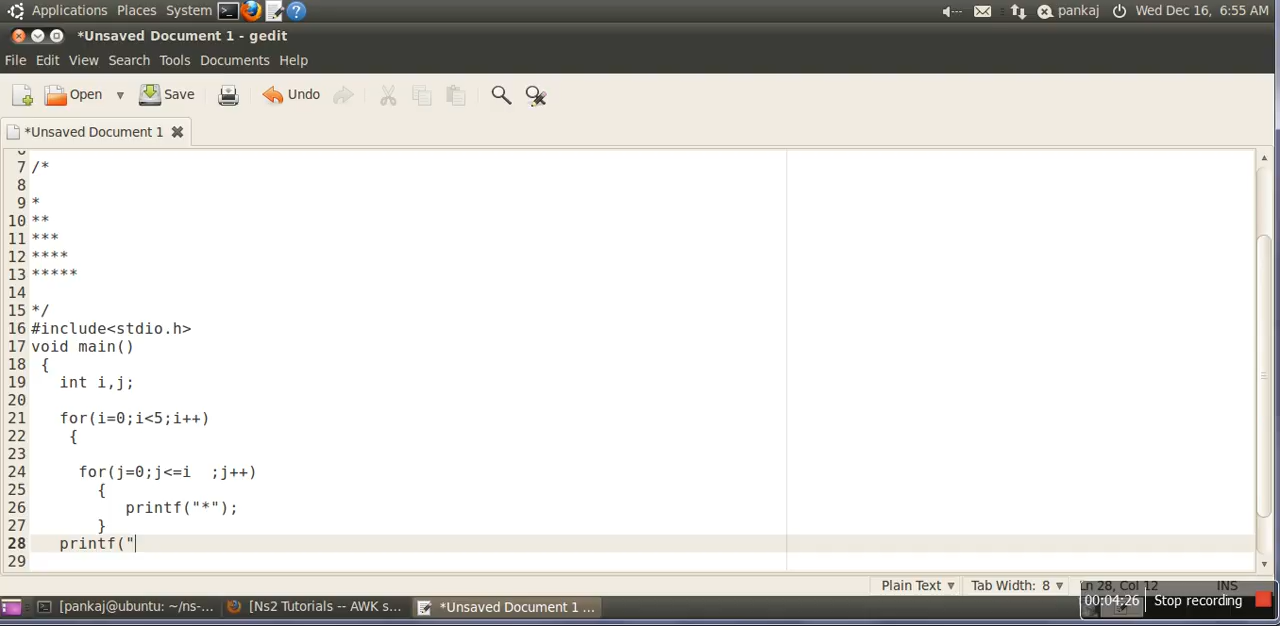 Applications Places System pankaj Wed Dec 16, 6:55 AM
*Unsaved Document 1 - gedit
File Edit View Search Tools Documents Help
Open Save Undo
*Unsaved Document 1
7 /*
8
9 *
10 **
11 ***
12 ****
13 *****
14
15 */
16 #include<stdio.h>
17 void main()
18 {
19 int i,j;
20
21 for(i=0;i<5;i++)
22 {
23
24 for(j=0;j<=i  ;j++)
25 {
26 printf("*");
27 }
28 printf("
29
Plain Text Tab Width: 8 Ln 28, Col 12 INS
[pankaj@ubuntu: ~/ns-... [Ns2 Tutorials -- AWK s... *Unsaved Document 1 ... 00:04:26 Stop recording